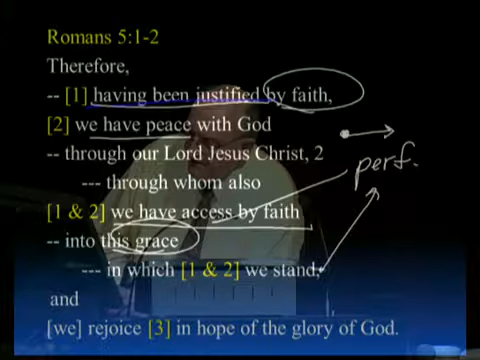 Romans 5:1-2
Therefore,
-- [1] having been justified by faith,
[2] we have peace with God
-- through our Lord Jesus Christ, 2
--- through whom also
perf.
[1 & 2] we have access by faith
-- into this grace
--- in which [1 & 2] we stand,
and
[we] rejoice [3] in hope of the glory of God.